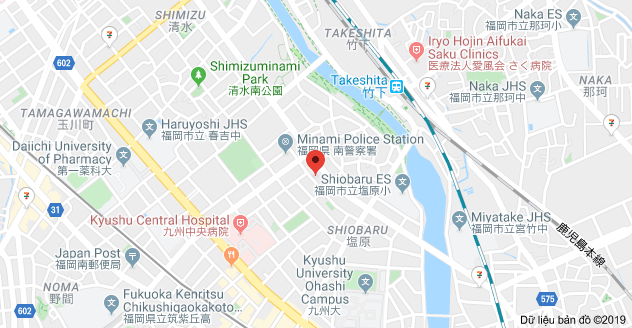 SHIMIZU
清水
TAKESHITA
竹下
Naka ES
福岡市立那珂小
Iryo Hojin Aifukai
Saku Clinics
医療法人愛風会 さく病院
602
Shimizuminami
Park
清水南公園
Takeshita
竹下
NAKA
那珂
NAKA JHS
福岡市立那珂中
TAMAGAWAMACHI
玉川町
Haruyoshi JHS
福岡市立 春吉中
Minami Police Station
福岡県 南警察署
Daiichi University
of Pharmacy
第一薬科大
Shiobaru ES
福岡市立塩原小
31
Kyushu Central Hospital
九州中央病院
SHIOBARU
塩原
Miyatake JHS
福岡市立宮竹中
鹿児島本線
Japan Post
福岡南郵便局
Kyushu
University
Ohashi
Campus
九州大
NOMA
野間
Fukuoka Kenritsu
Chikushigaokakoto...
福岡県立筑紫丘高
602
575
Dữ liệu bản đồ ©2019